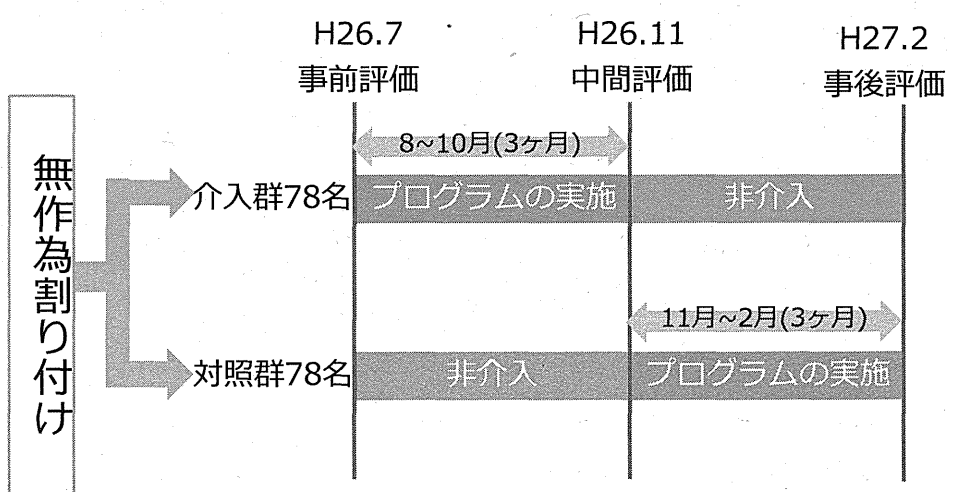 H26.7
事前評価
H26.11
中間評価
H27.2
事後評価
無作為割り付け
8~10月(3ヶ月)
介入群78名
プログラムの実施
非介入
11月~2月(3ヶ月)
対照群78名
非介入
プログラムの実施